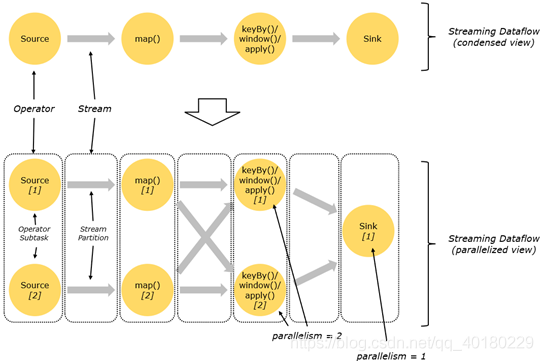 Source
map()
keyBy()/
window()/
apply()
Sink
Streaming Dataflow
(condensed view)
Operator
Stream
Source
[1]
map()
[1]
keyBy()/
window()/
apply()
[1]
Operator
Subtask
Stream
Partition
Sink
[1]
Streaming Dataflow
(parallelized view)
Source
[2]
map()
[2]
keyBy()/
window()/
apply()
[2]
parallelism = 2
https://blog.csdn.net/qq_40180229
parallelism = 1